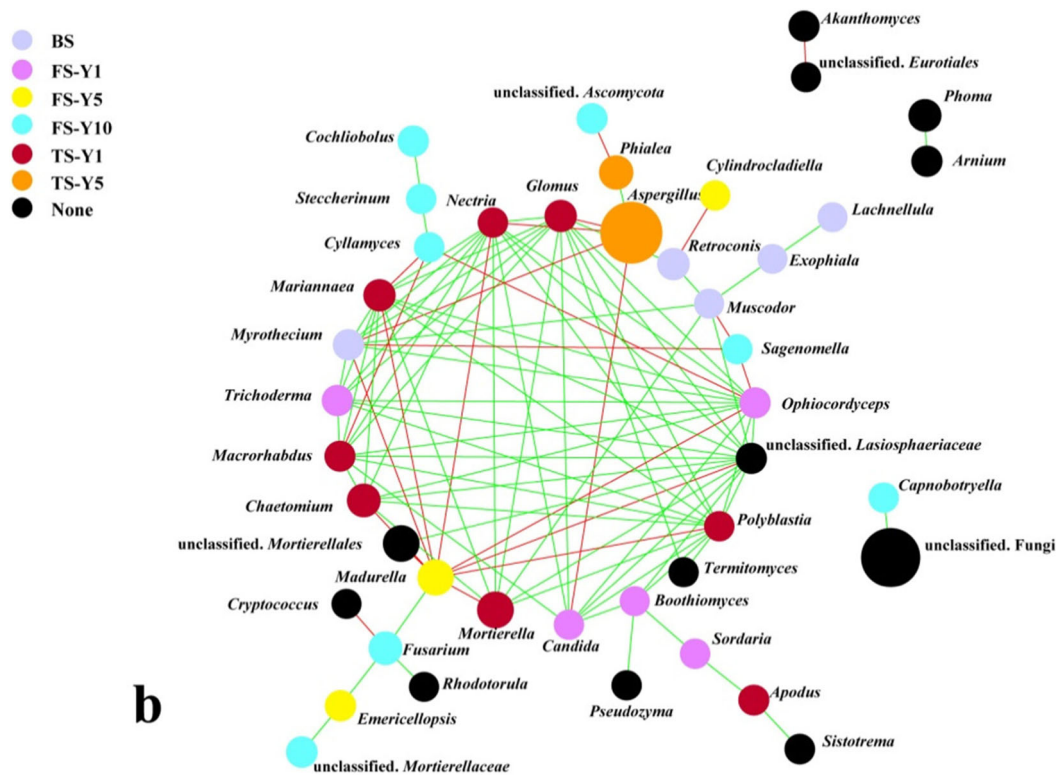 BS
FS-Y1
FS-Y5
FS-Y10
TS-Y1
TS-Y5
None
Akanthomyces
unclassified. Eurotiales
unclassified. Ascomycota
Phoma
Cochliobolus
Phialea
Cylindrocladiella
Arnium
Steccherinum
Nectria
Glomus
Aspergillus
Lachnellula
Cyllamyces
Retroconis
Exophiala
Mariannaea
Muscodor
Myrothecium
Sagenomella
Trichoderma
Ophiocordyceps
Macrorhabdus
unclassified. Lasiosphaeriaceae
Capnobotryella
Chaetomium
Polyblastia
unclassified. Mortierellales
unclassified. Fungi
Termitomyces
Madurella
Cryptococcus
Boothiomyces
Mortierella
Candida
Sordaria
Fusarium
Rhodotorula
Apodus
b
Pseudozyma
Emericellopsis
Sistotrema
unclassified. Mortierellaceae